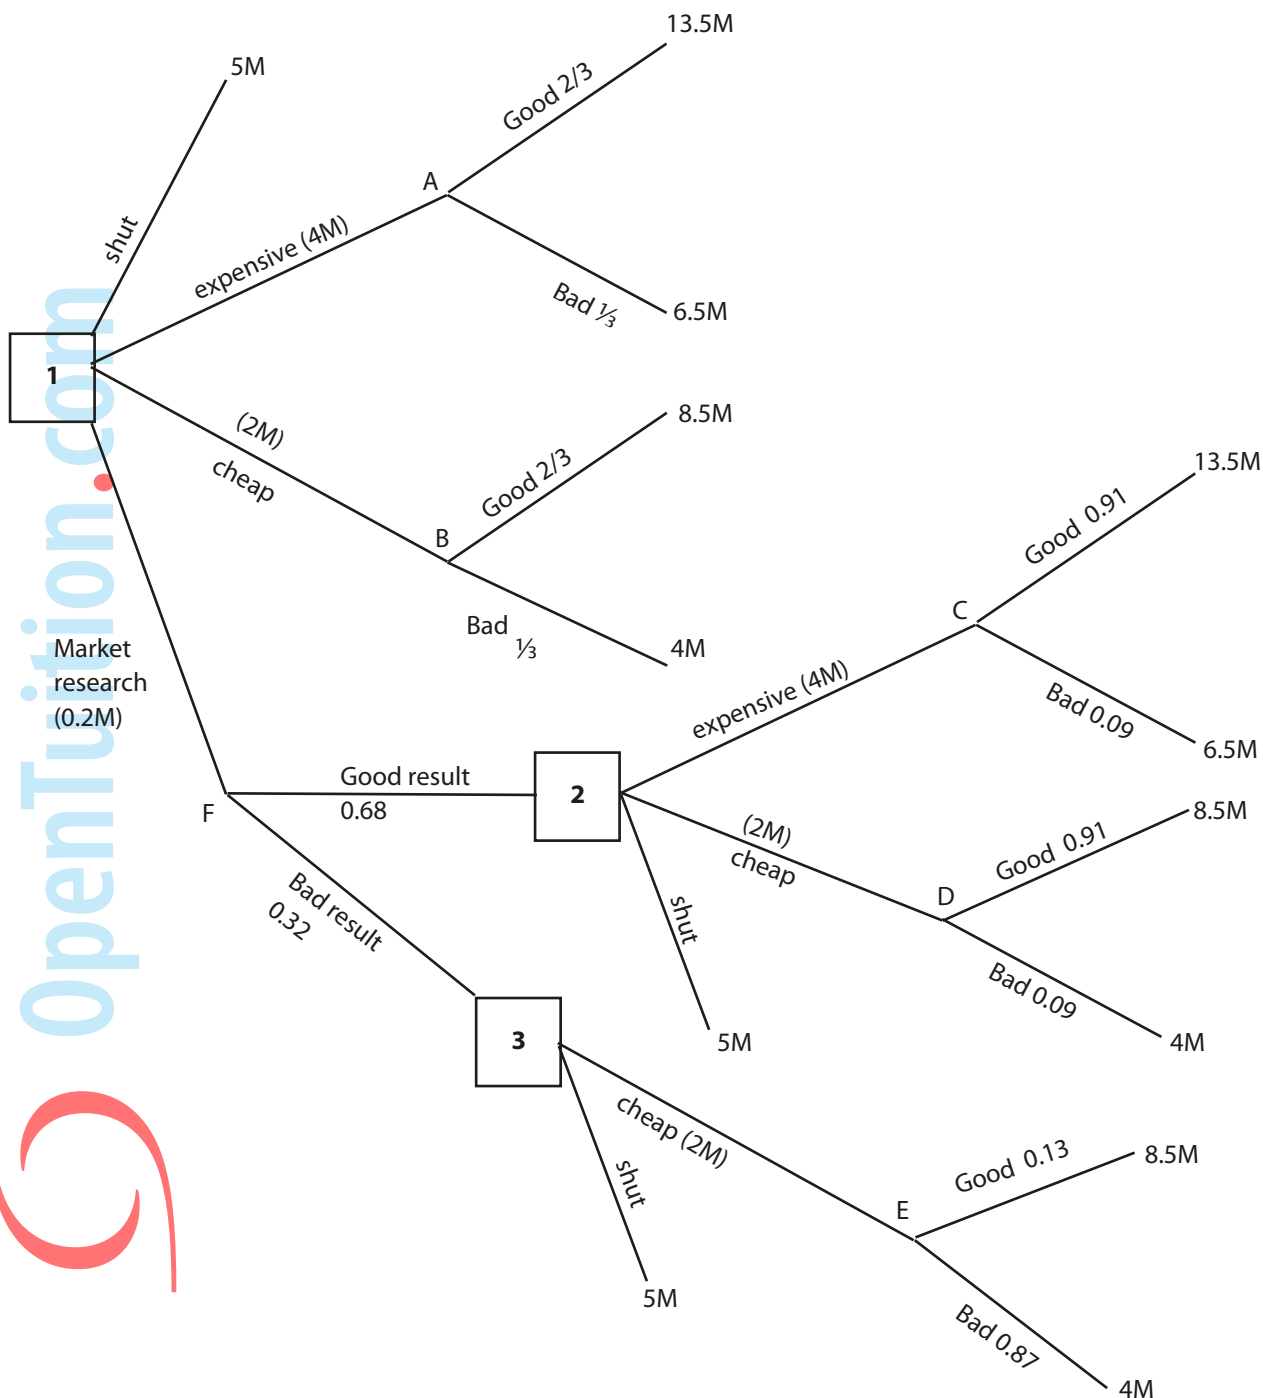 13.5M
5M
Good 2/3
A
shut
expensive (4M)
Bad ⅓
6.5M
1
(2M)
cheap
8.5M
Good 2/3
B
Bad
⅓
4M
13.5M
Good 0.91
C
Market
research
(0.2M)
expensive (4M)
Bad 0.09
6.5M
Good result
0.68
2
F
(2M)
cheap
8.5M
Good 0.91
D
Bad result
0.32
shut
Bad 0.09
5M
4M
3
cheap (2M)
shut
Good 0.13
8.5M
E
5M
Bad 0.87
4M
OpenTuition.com